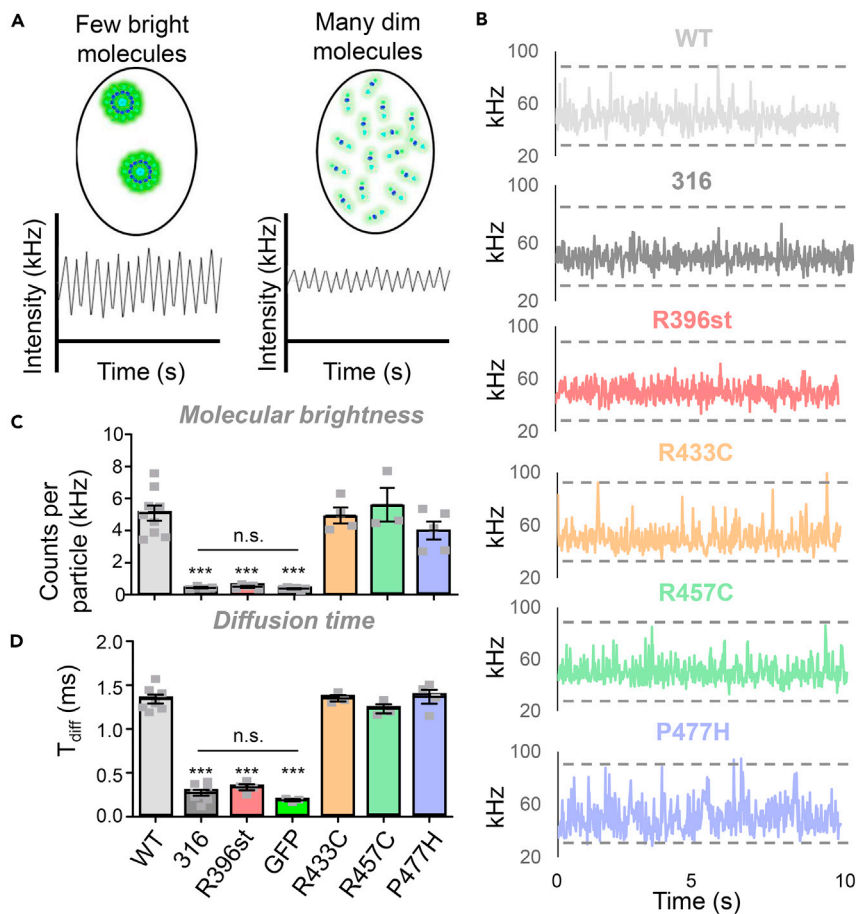 A
Few bright
molecules
Many dim
molecules
Intensity (kHz)
Time (s)
Intensity (kHz)
Time (s)
B
WT
100
60
20
kHz
316
100
60
20
kHz
R396st
100
60
20
kHz
R433C
100
60
20
kHz
R457C
100
60
20
kHz
P477H
100
60
20
kHz
0 5 10
Time (s)
C
Molecular brightness
Counts per
particle (kHz)
10
8
6
4
2
0
n.s.
*** *** ***
D
Diffusion time
Tdiff (ms)
2.0
1.5
1.0
0.5
0.0
n.s.
*** *** ***
WT 316 R396st GFP R433C R457C P477H